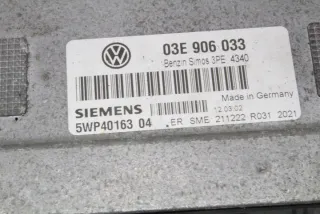 03E 906 033
Benzin Simos 3PE 4340
Made in Germany
SIEMENS
12.03.02
5WP40163 04
ER SME 211222 R031 2021